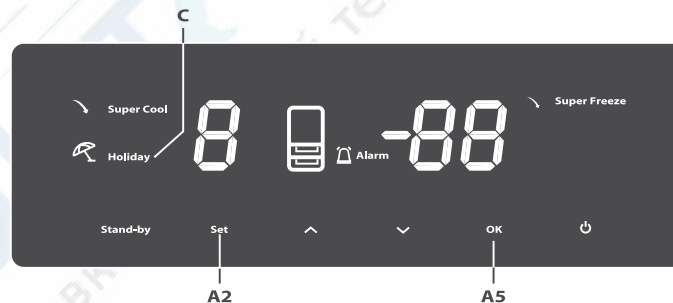 C
Super Cool
8
-88
Super Freeze
Holiday
Alarm
Stand-by
Set
OK
A2
A5